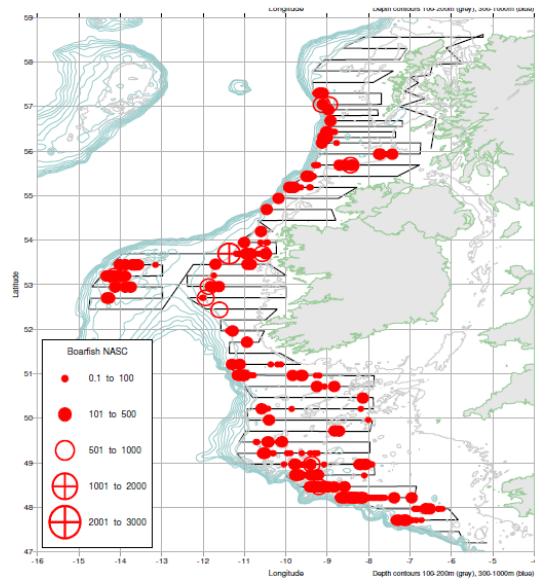 Longitude Depth contours 100-200m (gray), 300-1000m (blue)
59
58
57
56
55
54
53
52
51
50
49
48
47
Latitude
Boarfish NASC
0.1 to 100
101 to 500
501 to 1000
1001 to 2000
2001 to 3000
-16 -15 -14 -13 -12 -11 -10 -9 -8 -7 -6 -5 -4
Longitude Depth contours 100-200m (gray), 300-1000m (blue)